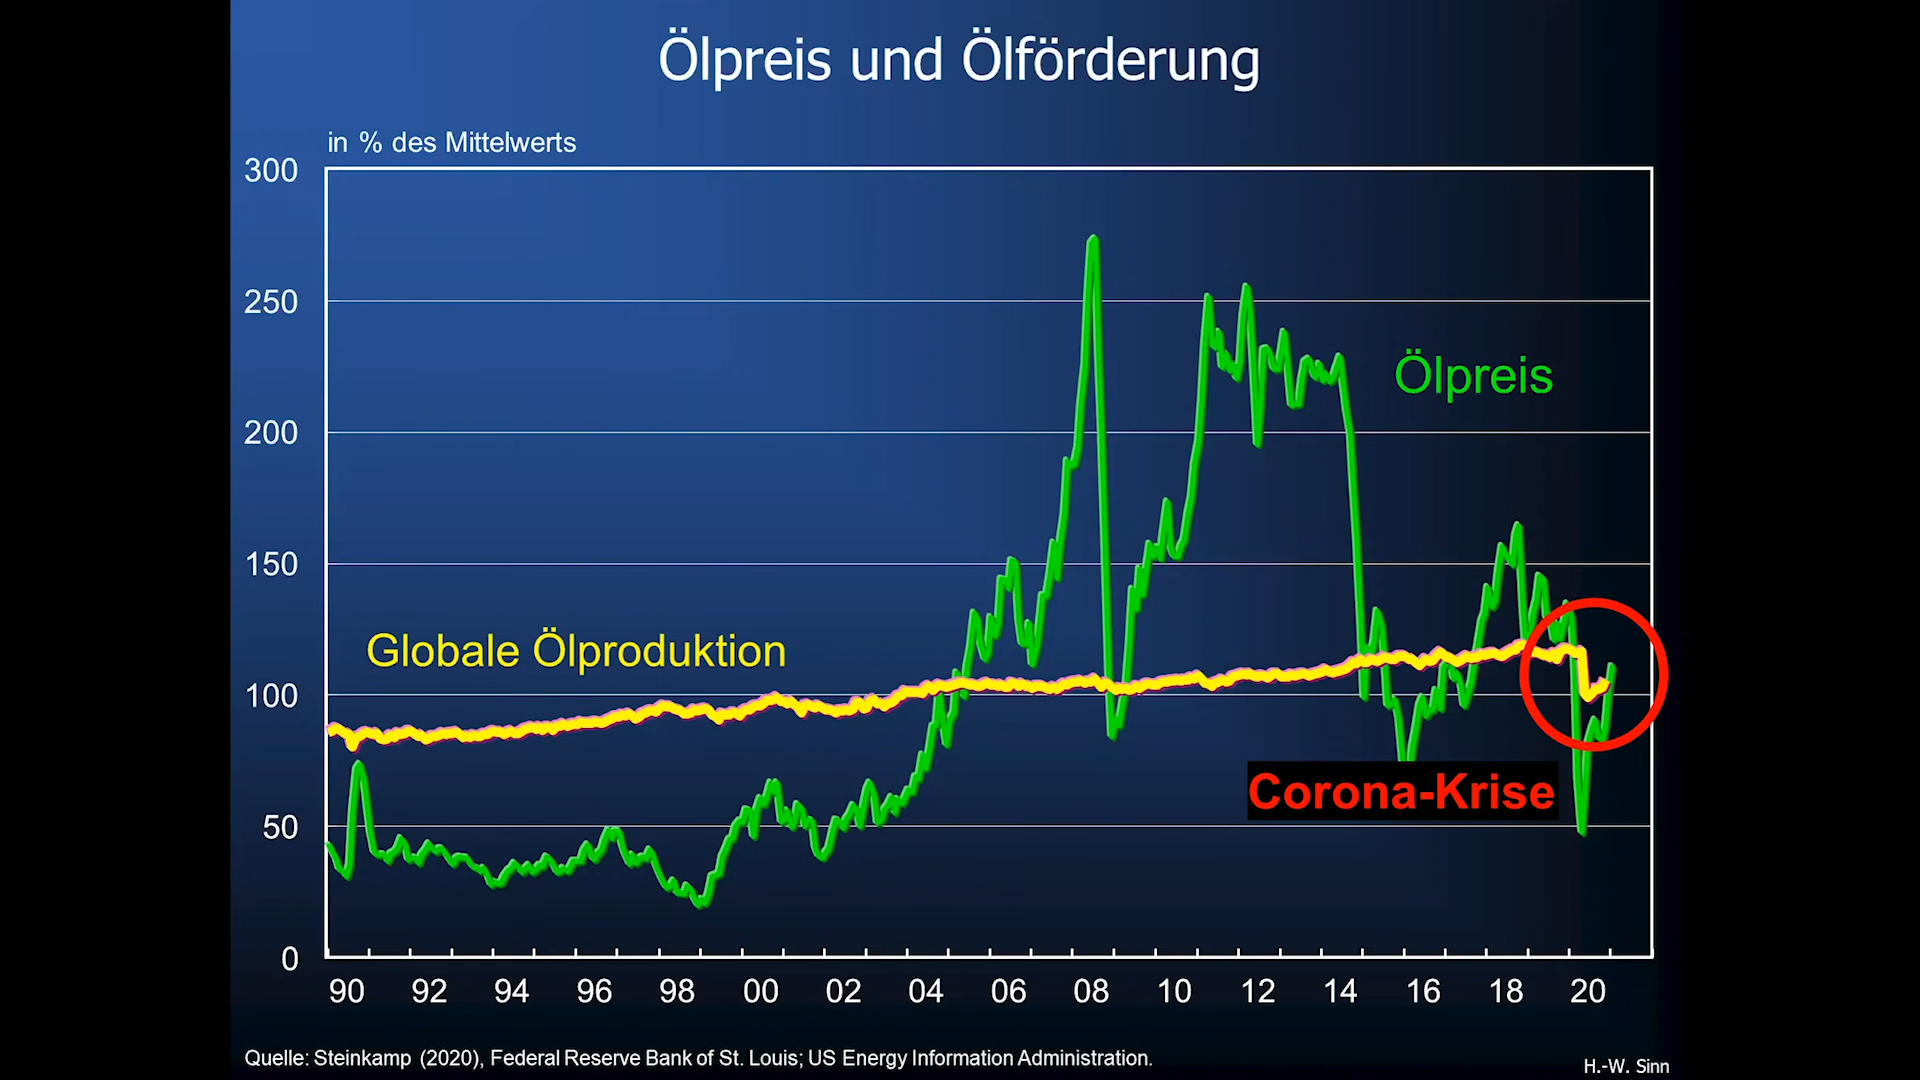 Ölpreis und Ölförderung
in % des Mittelwerts
300
250
200
150
100
50
0
Ölpreis
Globale Ölproduktion
Corona-Krise
90 92 94 96 98 00 02 04 06 08 10 12 14 16 18 20
Quelle: Steinkamp (2020), Federal Reserve Bank of St. Louis; US Energy Information Administration.
H.-W. Sinn